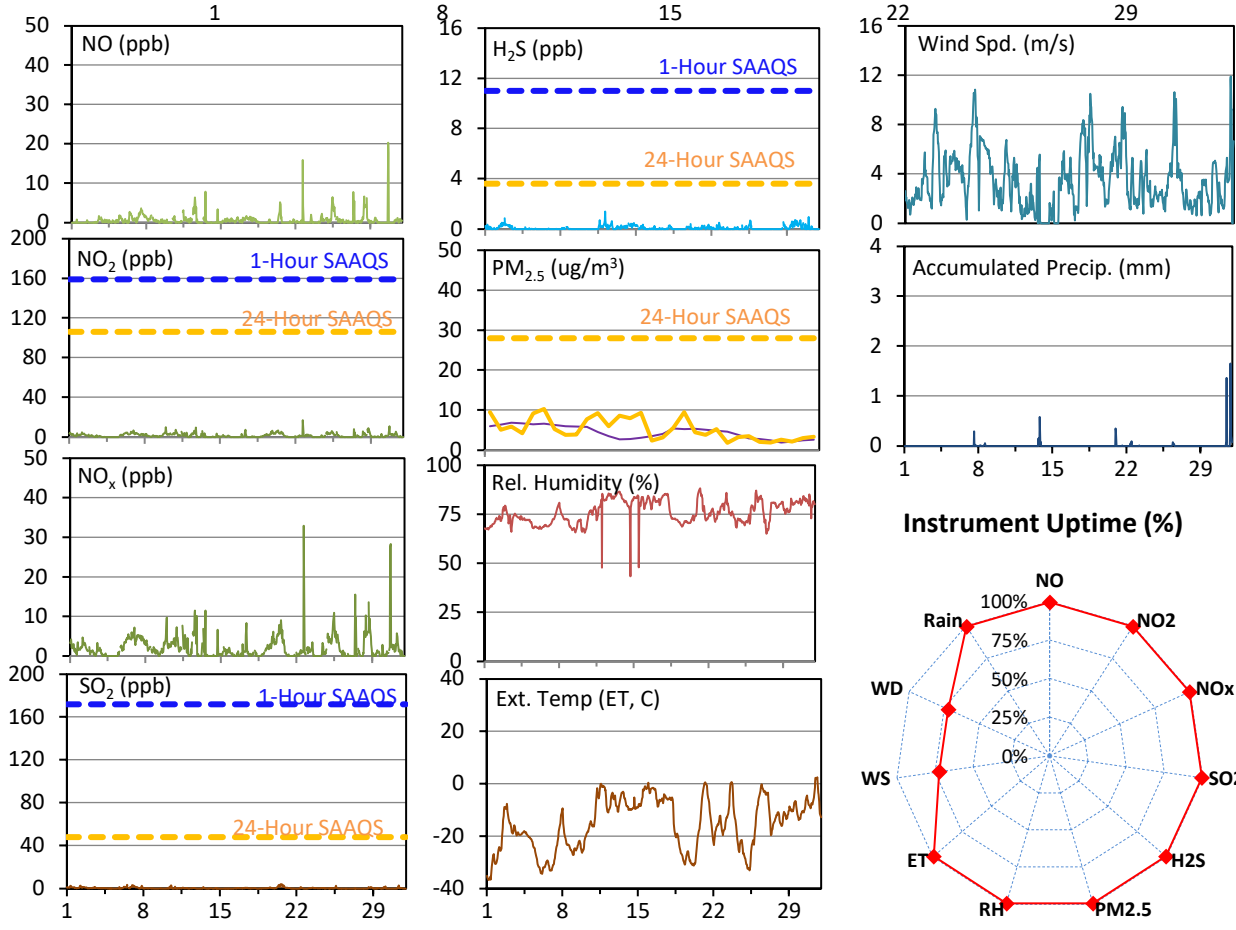 1 8 15 22 29
50 NO (ppb)
40
30
20
10
0
200 NO₂ (ppb) 1-Hour SAAQS
160
120 24-Hour SAAQS
80
40
0
50 NOₓ (ppb)
40
30
20
10
0
200 SO₂ (ppb) 1-Hour SAAQS
160
120
80
40 24-Hour SAAQS
0
1 8 15 22 29
16 H₂S (ppb)
12 1-Hour SAAQS
8
4 24-Hour SAAQS
0
50 PM₂.₅ (ug/m³)
40
30 24-Hour SAAQS
20
10
0
100 Rel. Humidity (%)
75
50
25
0
40 Ext. Temp (ET, C)
20
0
-20
-40
1 8 15 22 29
16 Wind Spd. (m/s)
12
8
4
0
4 Accumulated Precip. (mm)
3
2
1
0
1 8 15 22 29
Instrument Uptime (%)
NO
NO2
NOx
SO2
H2S
PM2.5
RH
ET
WS
WD
Rain
100%
75%
50%
25%
0%